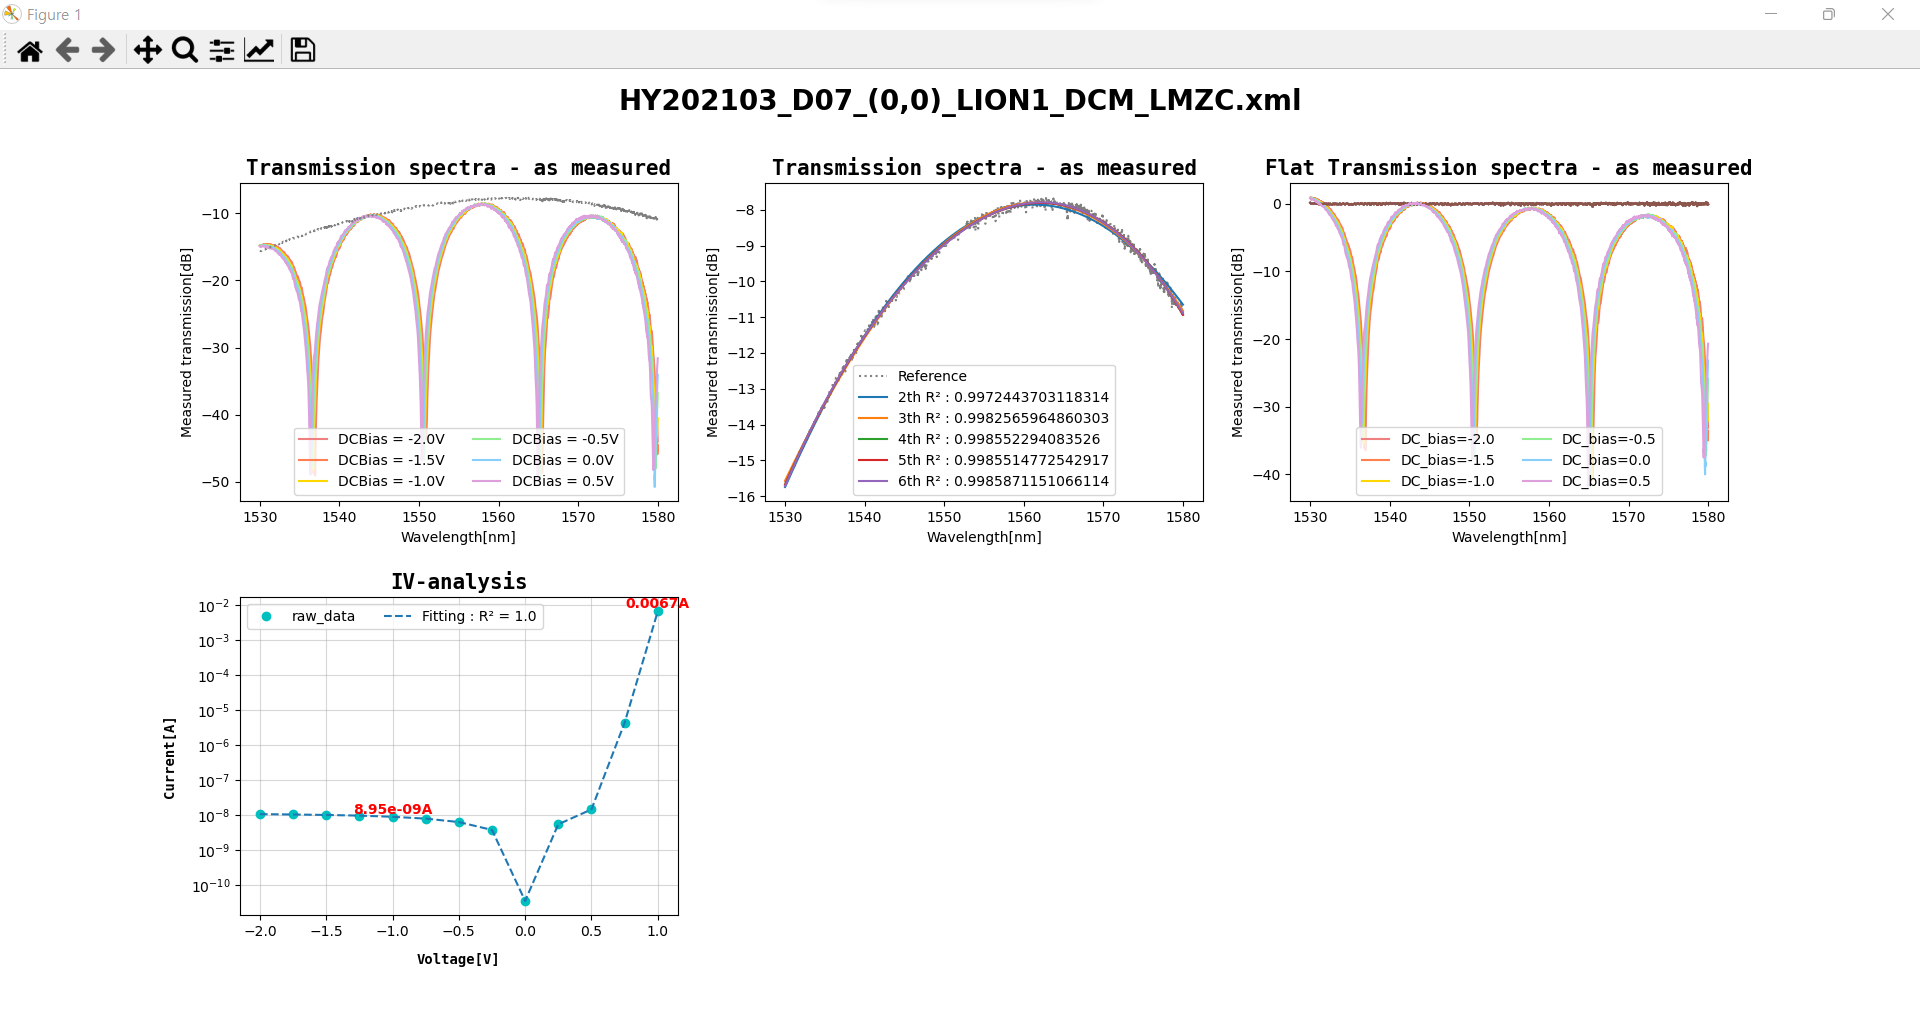 Figure 1
HY202103_D07_(0,0)_LION1_DCM_LMZC.xml
Transmission spectra - as measured
Measured transmission[dB]
−10
−20
−30
−40
−50
DCBias = -2.0V
DCBias = -1.5V
DCBias = -1.0V
DCBias = -0.5V
DCBias = 0.0V
DCBias = 0.5V
1530 1540 1550 1560 1570 1580
Wavelength[nm]
Transmission spectra - as measured
Measured transmission[dB]
−8
−9
−10
−11
−12
−13
−14
−15
−16
Reference
2th R² : 0.9972443703118314
3th R² : 0.9982565964860303
4th R² : 0.998552294083526
5th R² : 0.9985514772542917
6th R² : 0.9985871151066114
1530 1540 1550 1560 1570 1580
Wavelength[nm]
Flat Transmission spectra - as measured
Measured transmission[dB]
0
−10
−20
−30
−40
DC_bias=-2.0
DC_bias=-1.5
DC_bias=-1.0
DC_bias=-0.5
DC_bias=0.0
DC_bias=0.5
1530 1540 1550 1560 1570 1580
Wavelength[nm]
IV-analysis
Current[A]
10⁻²
10⁻³
10⁻⁴
10⁻⁵
10⁻⁶
10⁻⁷
10⁻⁸
10⁻⁹
10⁻¹⁰
raw_data
Fitting : R² = 1.0
0.0067A
8.95e-09A
−2.0 −1.5 −1.0 −0.5 0.0 0.5 1.0
Voltage[V]